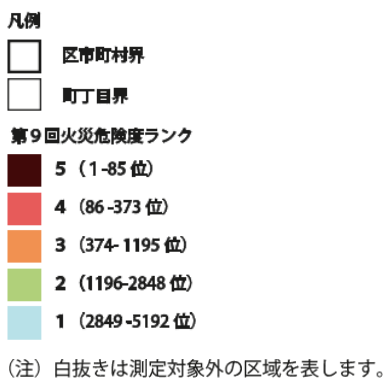 凡例
区市町村界
町丁目界
第9回火災危険度ランク
5（1-85 位）
4（86-373 位）
3（374-1195 位）
2（1196-2848 位）
1（2849-5192 位）
（注）白抜きは測定対象外の区域を表します。